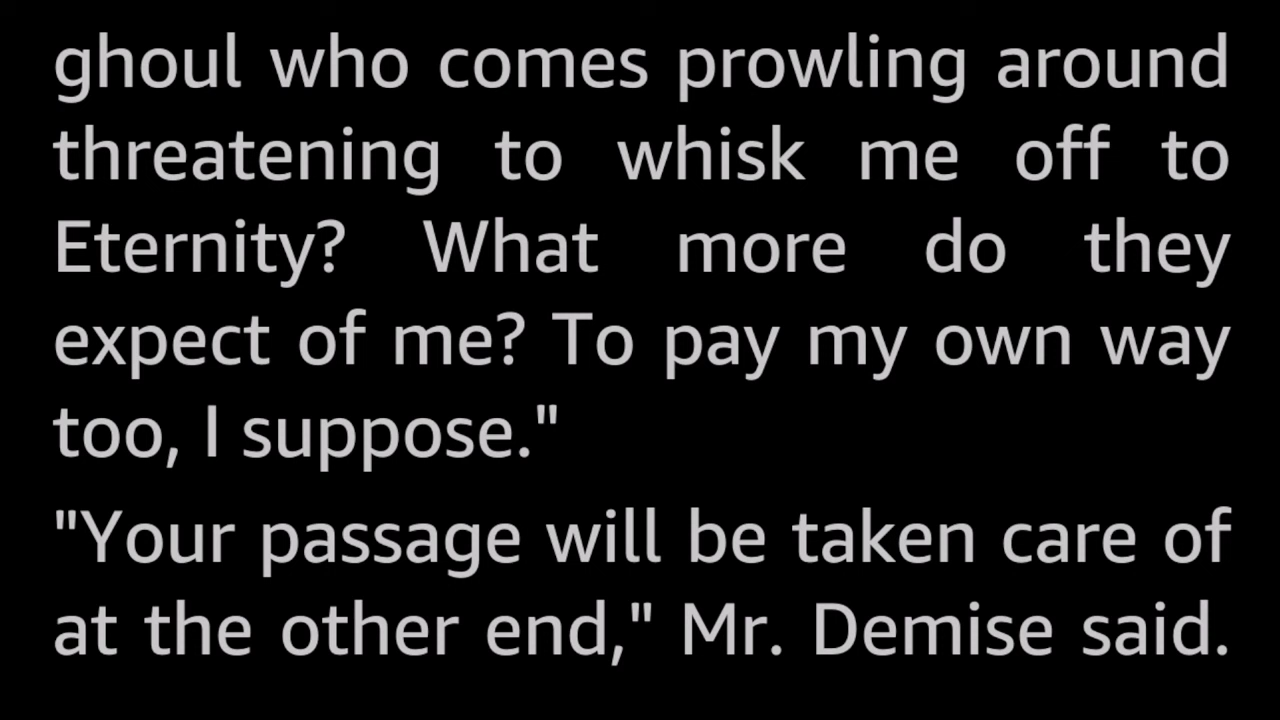 ghoul who comes prowling around
threatening to whisk me off to
Eternity? What more do they
expect of me? To pay my own way
too, I suppose."
"Your passage will be taken care of
at the other end," Mr. Demise said.